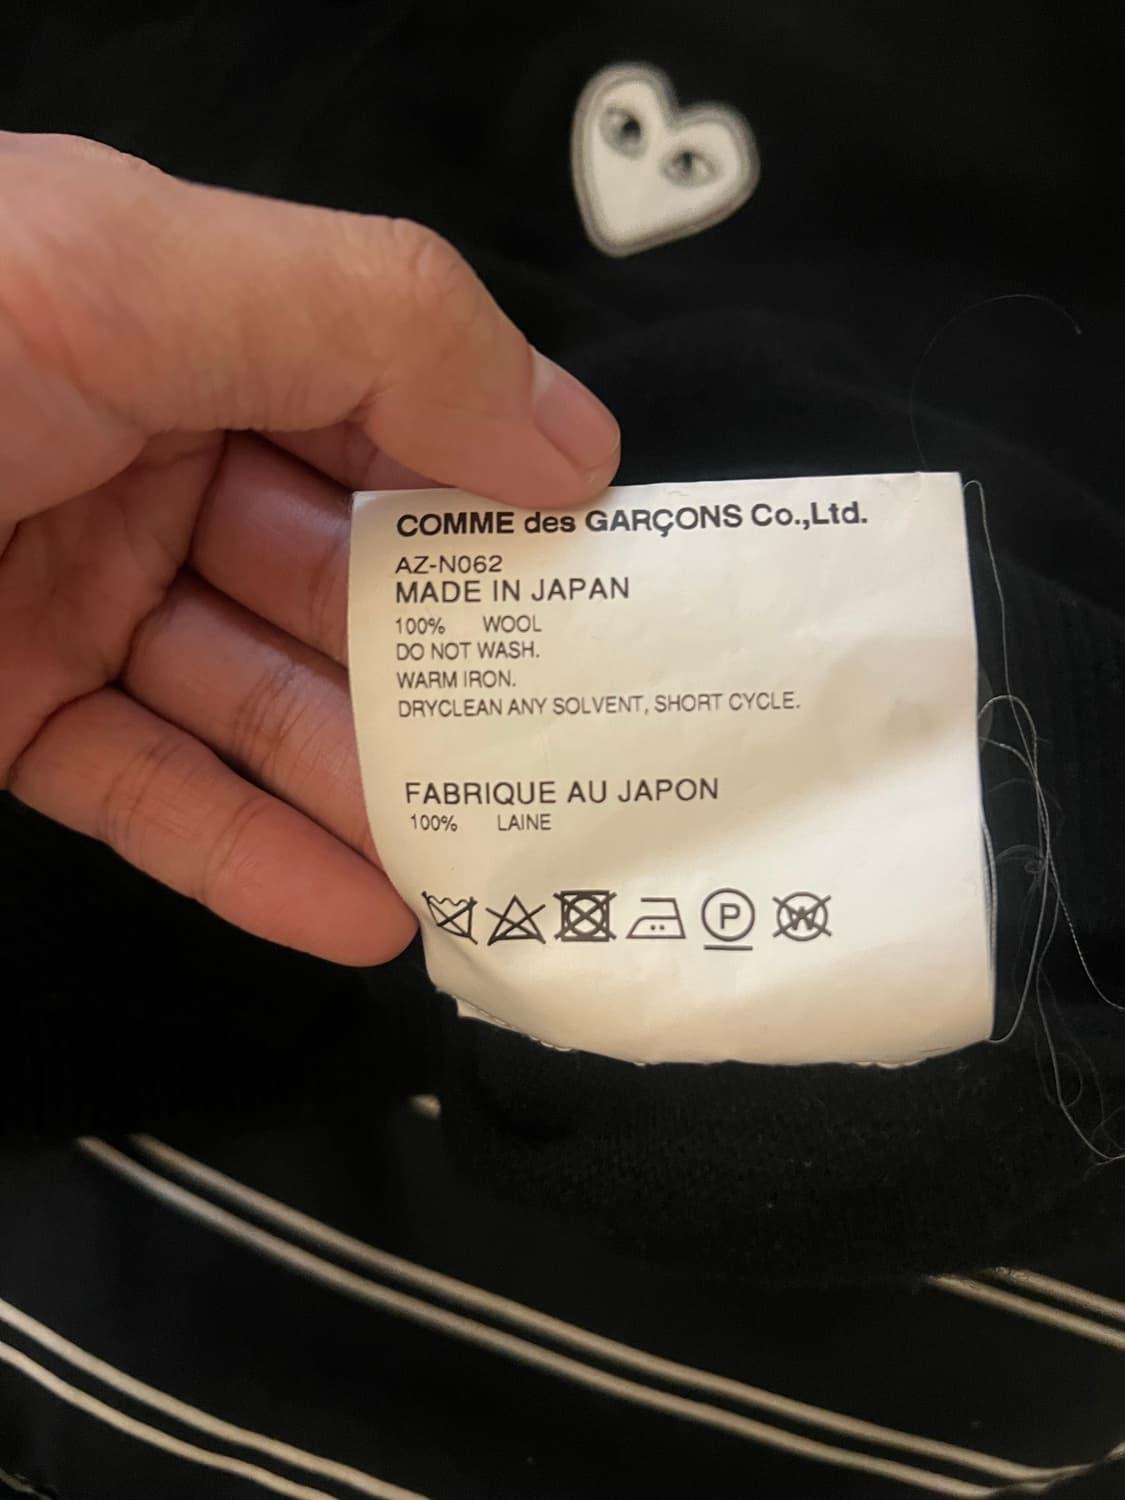 COMME des GARÇONS Co.,Ltd.
AZ-N062
MADE IN JAPAN
100% WOOL
DO NOT WASH.
WARM IRON.
DRYCLEAN ANY SOLVENT, SHORT CYCLE.
FABRIQUE AU JAPON
100% LAINE
P W